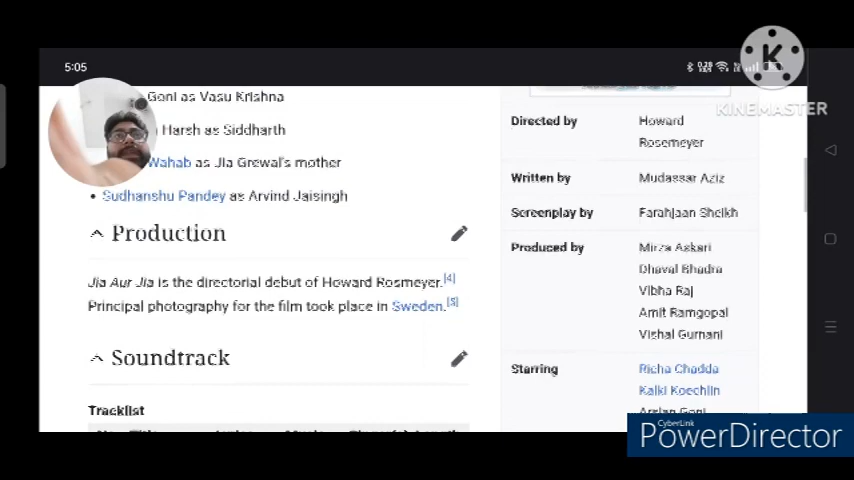 5:05
KINEMASTER
Goni as Vasu Krishna
Harsh as Siddharth
Wahab as Jia Grewal's mother
• Sudhanshu Pandey as Arvind Jaisingh
Production
Jia Aur Jia is the directorial debut of Howard Rosmeyer.[4]
Principal photography for the film took place in Sweden.[5]
Soundtrack
Tracklist
Directed by Howard
Rosemeyer
Written by Mudassar Aziz
Screenplay by Farahjaan Sheikh
Produced by Mirza Askari
Dhaval Bhadra
Vibha Raj
Amit Ramgopal
Vishal Gurnani
Starring Richa Chadda
Kalki Koechlin
Arslan Goni
CyberLink
PowerDirector